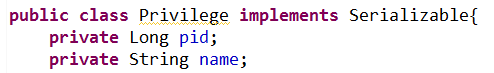 public class Privilege implements Serializable{
    private Long pid;
    private String name;